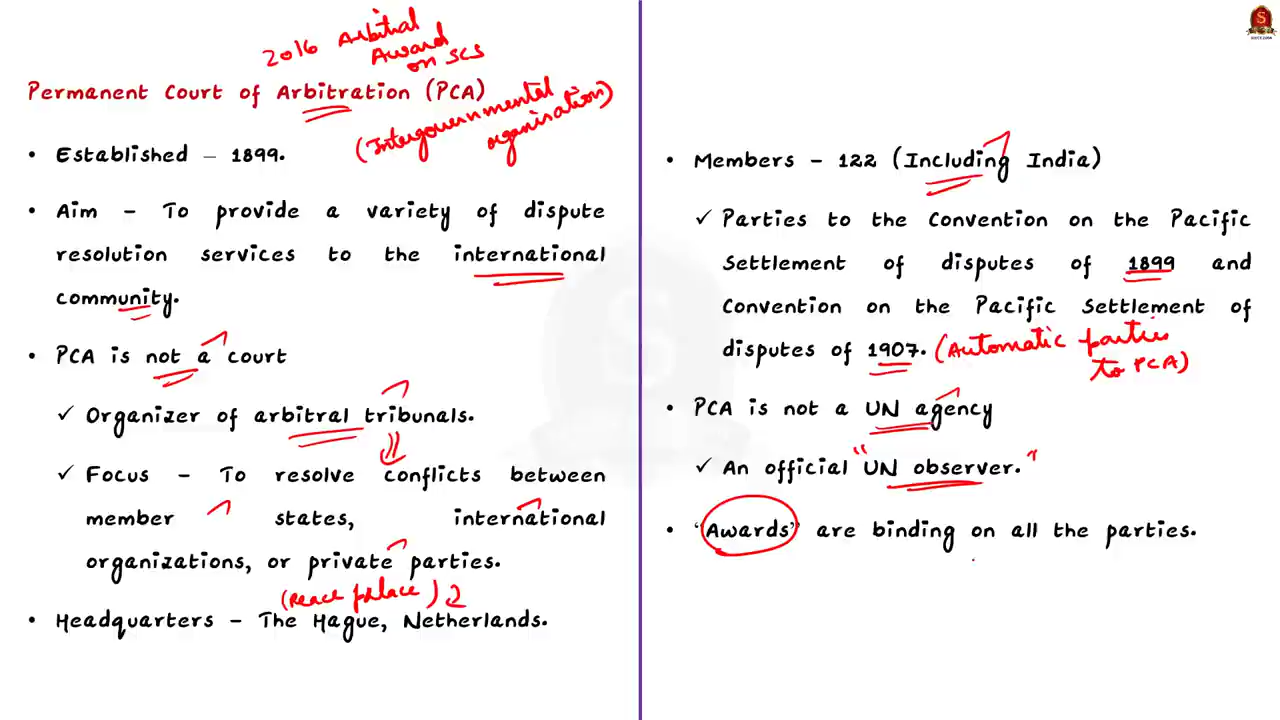 2016 Arbitral
Award
on SCS
Permanent Court of Arbitration (PCA)
(Intergovernmental
organisation)
• Established – 1899.
• Aim – To provide a variety of dispute
resolution services to the international
community.
• PCA is not a court
✓ Organizer of arbitral tribunals.
✓ Focus – To resolve conflicts between
member states, international
organizations, or private parties.
(Peace palace)
• Headquarters – The Hague, Netherlands.
• Members – 122 (Including India)
✓ Parties to the Convention on the Pacific
Settlement of disputes of 1899 and
Convention on the Pacific Settlement of
disputes of 1907. (Automatic parties
to PCA)
• PCA is not a UN agency
✓ An official "UN observer."
• 'Awards' are binding on all the parties.
S